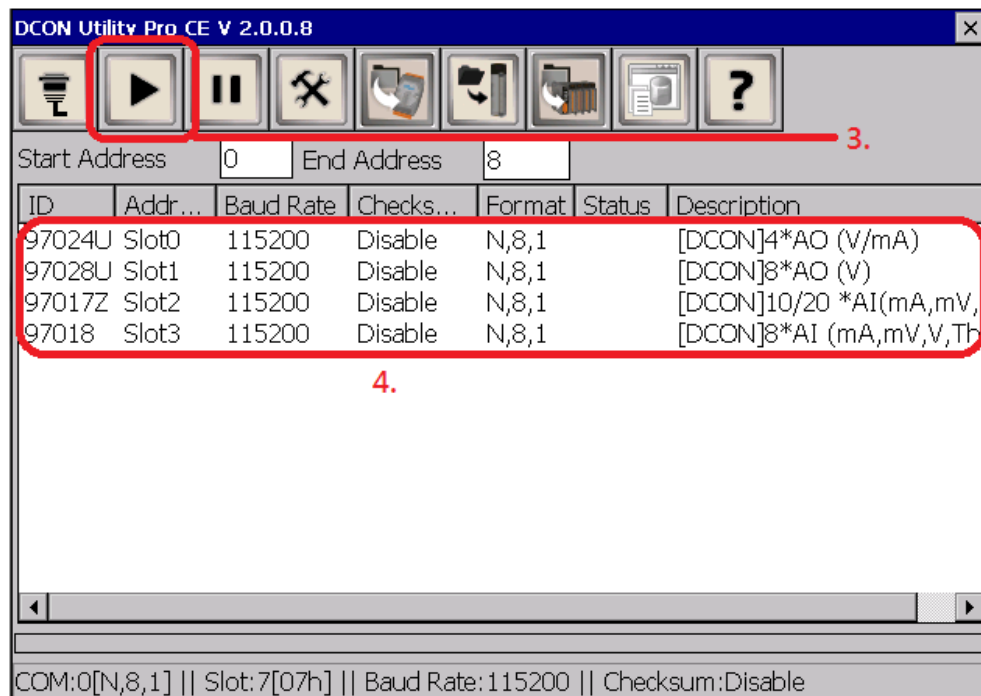 DCON Utility Pro CE V 2.0.0.8
3.
Start Address 0 End Address 8
ID Addr... Baud Rate Checks... Format Status Description
97024U Slot0 115200 Disable N,8,1 [DCON]4*AO (V/mA)
97028U Slot1 115200 Disable N,8,1 [DCON]8*AO (V)
97017Z Slot2 115200 Disable N,8,1 [DCON]10/20 *AI(mA,mV,
97018 Slot3 115200 Disable N,8,1 [DCON]8*AI (mA,mV,V,Th
4.
COM:0[N,8,1] || Slot:7[07h] || Baud Rate:115200 || Checksum:Disable